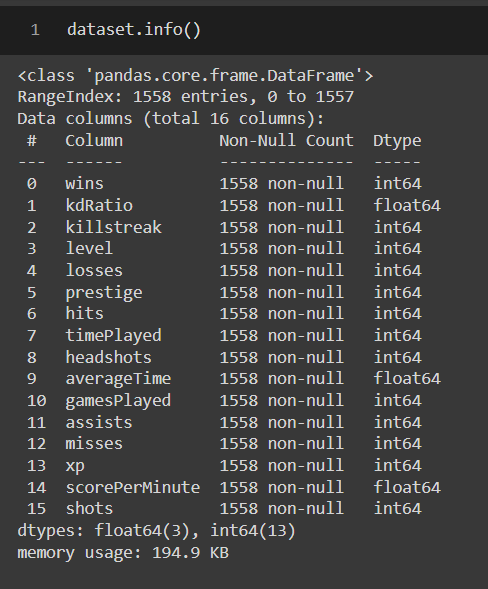 1 dataset.info()
<class 'pandas.core.frame.DataFrame'>
RangeIndex: 1558 entries, 0 to 1557
Data columns (total 16 columns):
 #   Column          Non-Null Count  Dtype
---  ------          --------------  -----
 0   wins            1558 non-null   int64
 1   kdRatio         1558 non-null   float64
 2   killstreak      1558 non-null   int64
 3   level           1558 non-null   int64
 4   losses          1558 non-null   int64
 5   prestige        1558 non-null   int64
 6   hits            1558 non-null   int64
 7   timePlayed      1558 non-null   int64
 8   headshots       1558 non-null   int64
 9   averageTime     1558 non-null   float64
 10  gamesPlayed     1558 non-null   int64
 11  assists         1558 non-null   int64
 12  misses          1558 non-null   int64
 13  xp              1558 non-null   int64
 14  scorePerMinute  1558 non-null   float64
 15  shots           1558 non-null   int64
dtypes: float64(3), int64(13)
memory usage: 194.9 KB